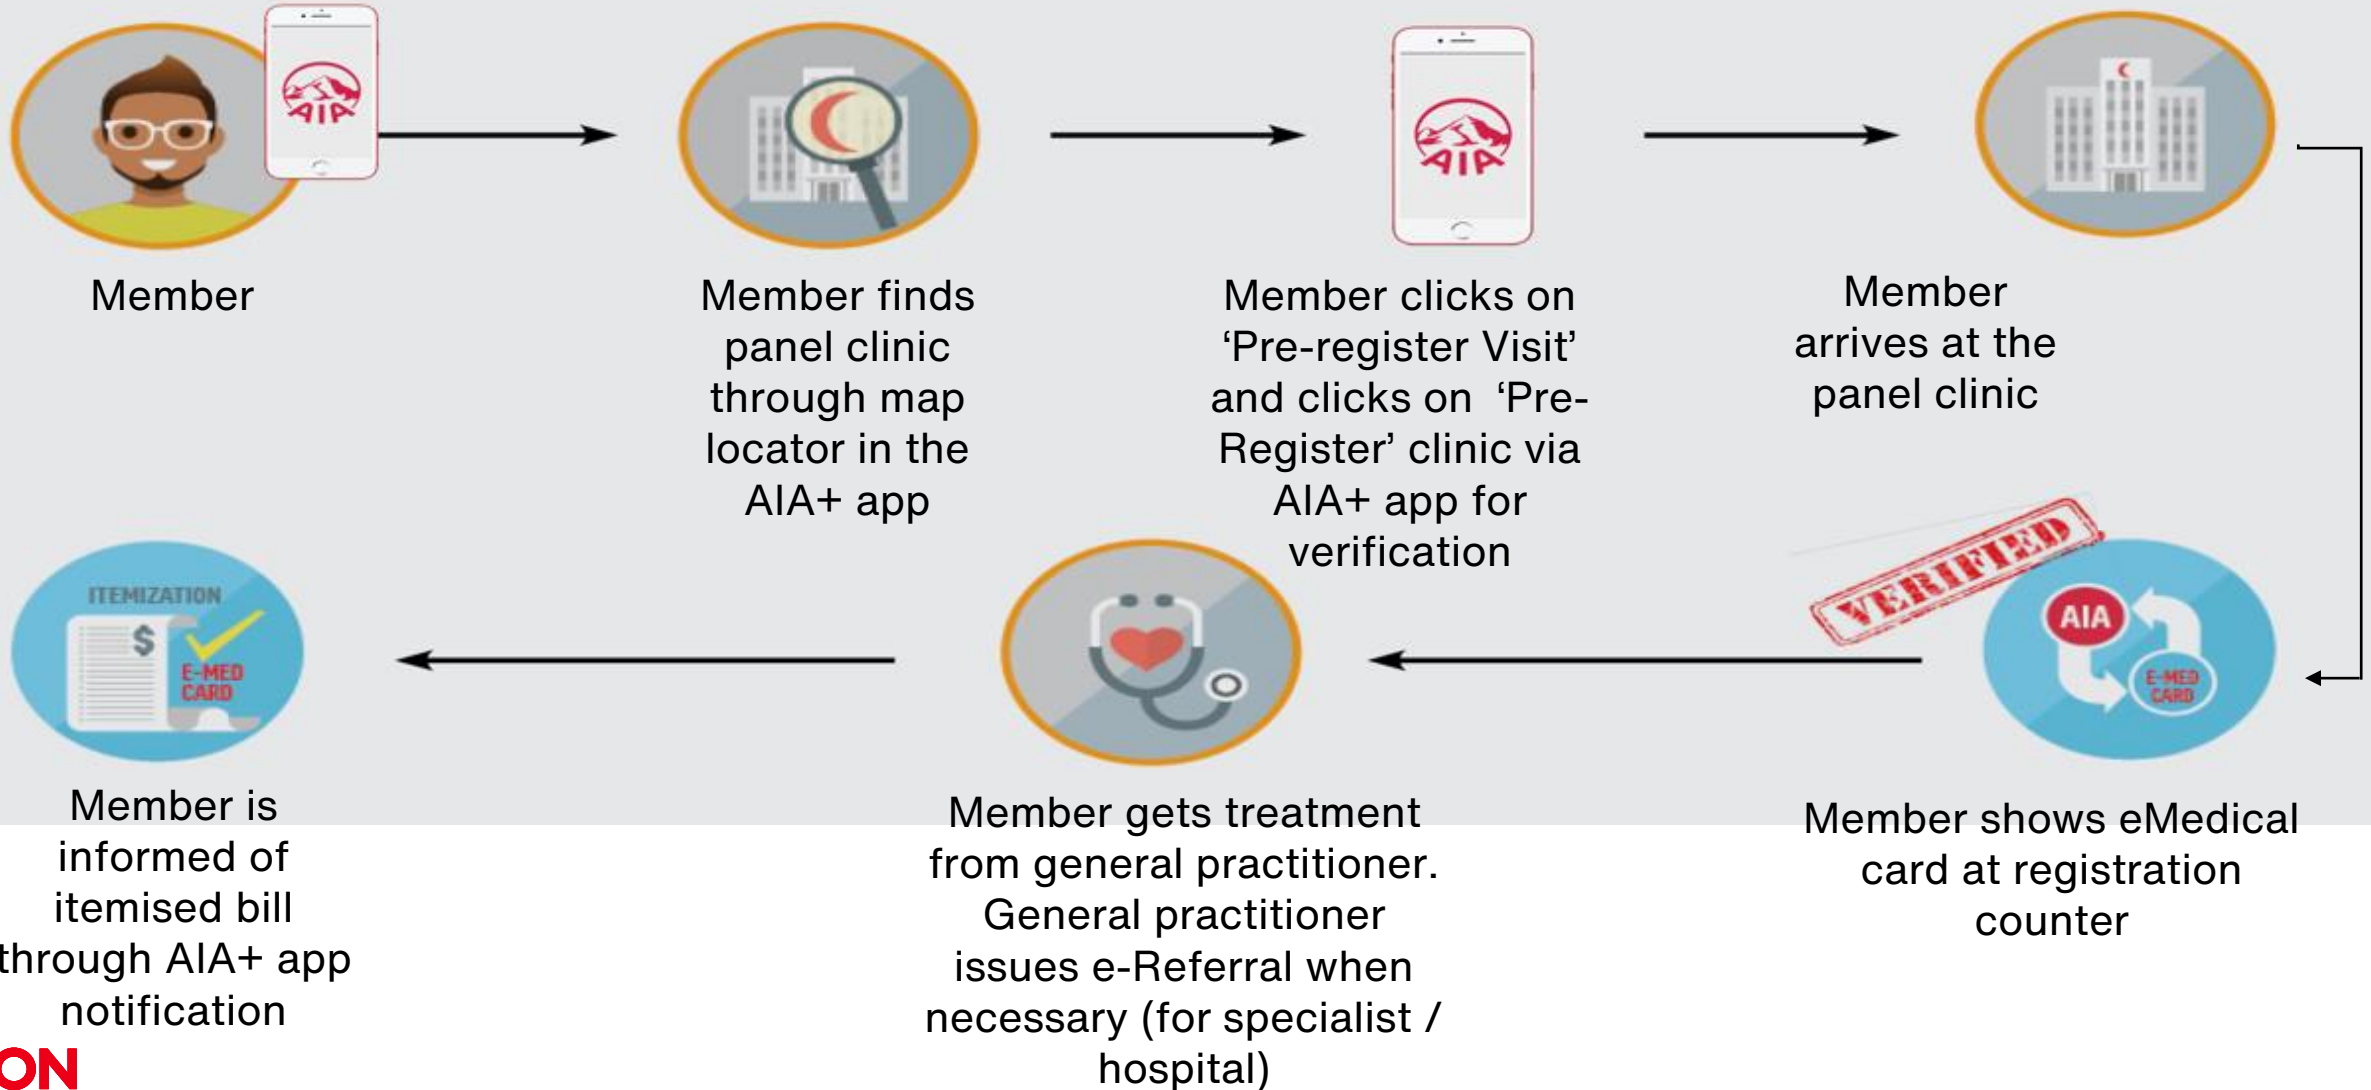 AIA
AIA
Member
Member finds
panel clinic
through map
locator in the
AIA+ app
Member clicks on
‘Pre-register Visit’
and clicks on ‘Pre-
Register’ clinic via
AIA+ app for
verification
Member
arrives at the
panel clinic
VERIFIED
AIA
E-MED
CARD
Member shows eMedical
card at registration
counter
Member gets treatment
from general practitioner.
General practitioner
issues e-Referral when
necessary (for specialist /
hospital)
ITEMIZATION
$
E-MED
CARD
Member is
informed of
itemised bill
through AIA+ app
notification
ON